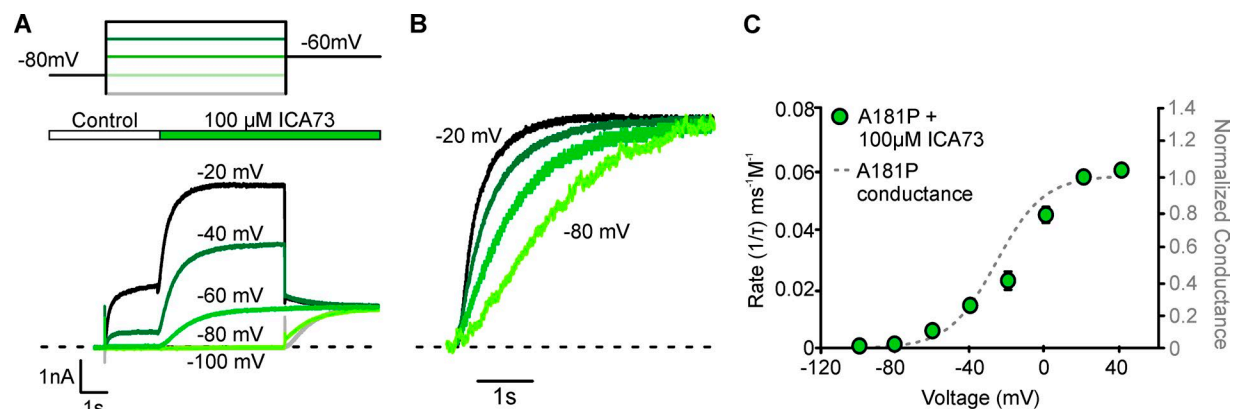 A
-80mV
-60mV
Control
100 µM ICA73
-20 mV
-40 mV
-60 mV
-80 mV
-100 mV
1nA
1s
B
-20 mV
-80 mV
1s
C
A181P +
100µM ICA73
A181P
conductance
Rate (1/τ) ms⁻¹M⁻¹
0.08
0.06
0.04
0.02
0
Normalized Conductance
1.4
1.2
1.0
0.8
0.6
0.4
0.2
0
-120
-80
-40
0
40
Voltage (mV)